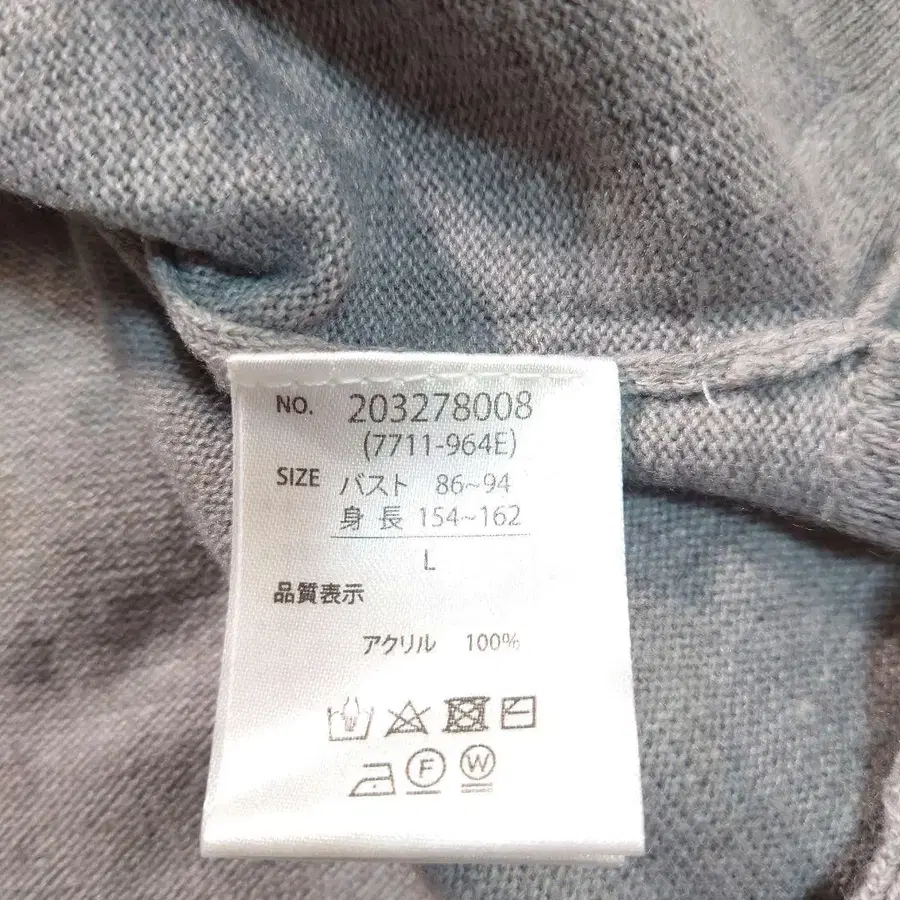 NO. 203278008
(7711-964E)
SIZE バスト 86~94
身長 154~162
L
品質表示
アクリル 100%
F W